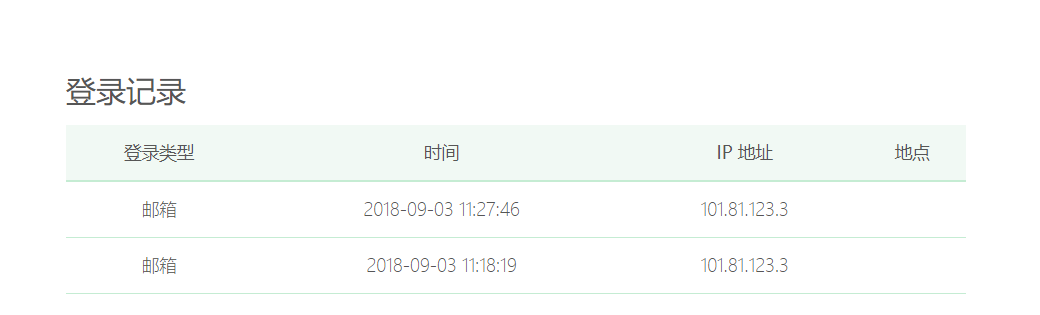 登录记录
登录类型 时间 IP 地址 地点
邮箱 2018-09-03 11:27:46 101.81.123.3
邮箱 2018-09-03 11:18:19 101.81.123.3